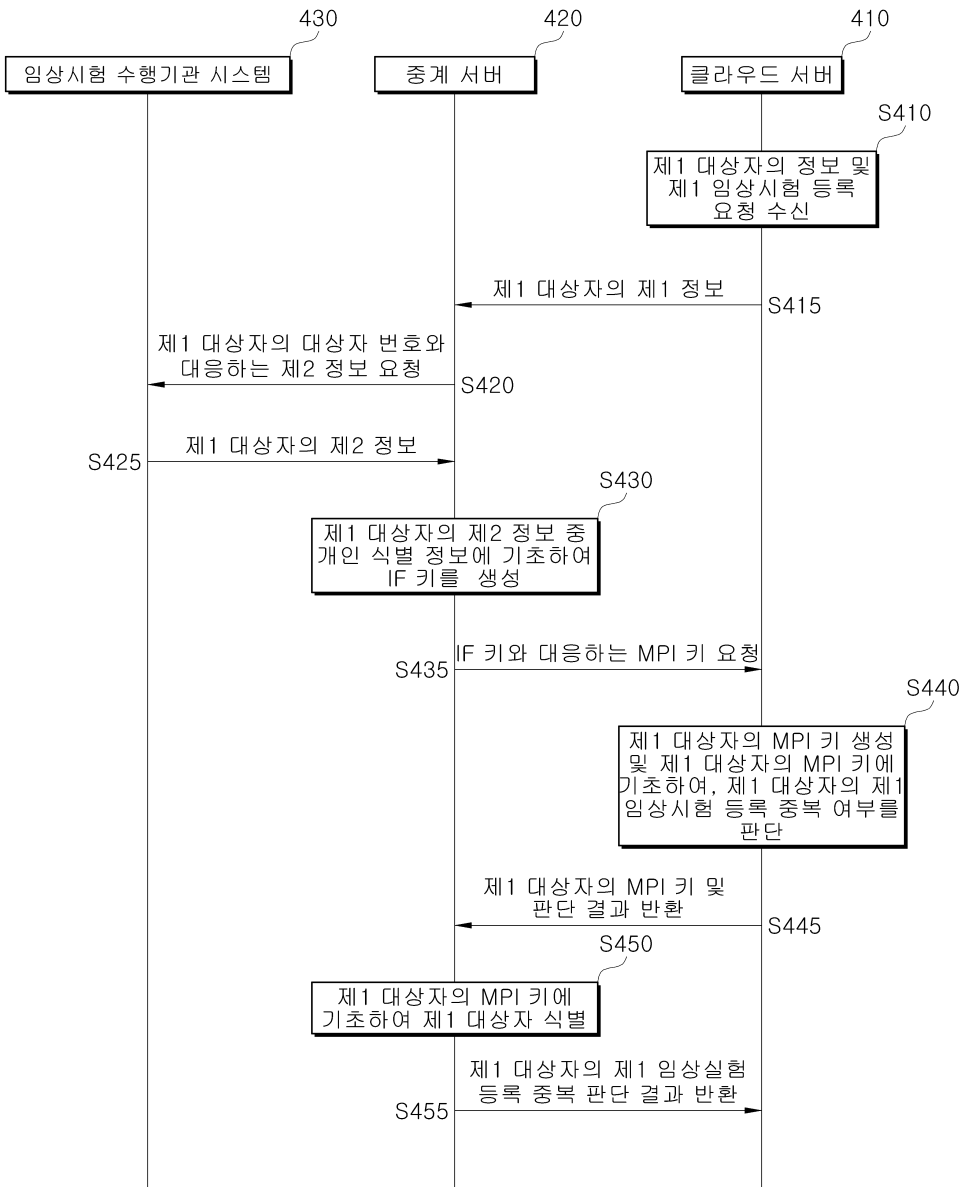 430
420
410
임상시험 수행기관 시스템
중계 서버
클라우드 서버
S410
제1 대상자의 정보 및
제1 임상시험 등록
요청 수신
제1 대상자의 제1 정보
S415
제1 대상자의 대상자 번호와
대응하는 제2 정보 요청
S420
제1 대상자의 제2 정보
S425
S430
제1 대상자의 제2 정보 중
개인 식별 정보에 기초하여
IF 키를 생성
IF 키와 대응하는 MPI 키 요청
S435
S440
제1 대상자의 MPI 키 생성
및 제1 대상자의 MPI 키에
기초하여, 제1 대상자의 제1
임상시험 등록 중복 여부를
판단
제1 대상자의 MPI 키 및
판단 결과 반환
S445
S450
제1 대상자의 MPI 키에
기초하여 제1 대상자 식별
제1 대상자의 제1 임상실험
등록 중복 판단 결과 반환
S455